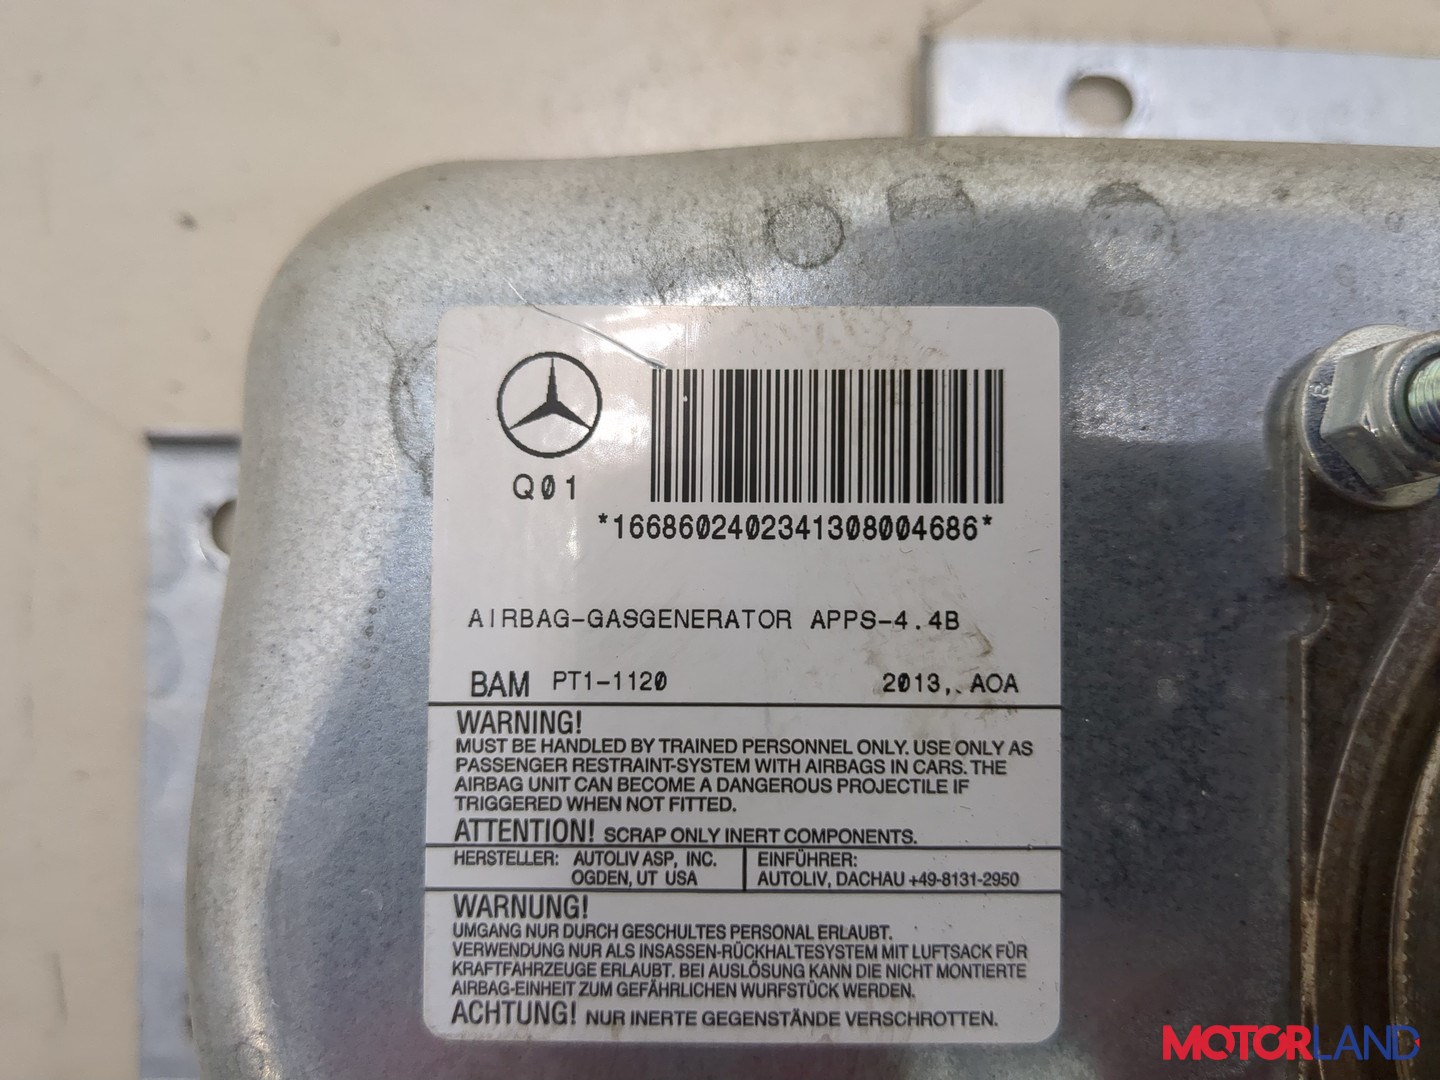 Q01
*1668602402341308004686*
AIRBAG-GASGENERATOR APPS-4.4B
BAM PT1-1120 2013, AOA
WARNING!
MUST BE HANDLED BY TRAINED PERSONNEL ONLY. USE ONLY AS
PASSENGER RESTRAINT-SYSTEM WITH AIRBAGS IN CARS. THE
AIRBAG UNIT CAN BECOME A DANGEROUS PROJECTILE IF
TRIGGERED WHEN NOT FITTED.
ATTENTION! SCRAP ONLY INERT COMPONENTS.
HERSTELLER: AUTOLIV ASP, INC.
OGDEN, UT USA
EINFÜHRER:
AUTOLIV, DACHAU +49-8131-2950
WARNUNG!
UMGANG NUR DURCH GESCHULTES PERSONAL ERLAUBT.
VERWENDUNG NUR ALS INSASSEN-RÜCKHALTESYSTEM MIT LUFTSACK FÜR
KRAFTFAHRZEUGE ERLAUBT. BEI AUSLÖSUNG KANN DIE NICHT MONTIERTE
AIRBAG-EINHEIT ZUM GEFÄHRLICHEN WURFSTÜCK WERDEN.
ACHTUNG! NUR INERTE GEGENSTÄNDE VERSCHROTTEN.
MOTORLAND